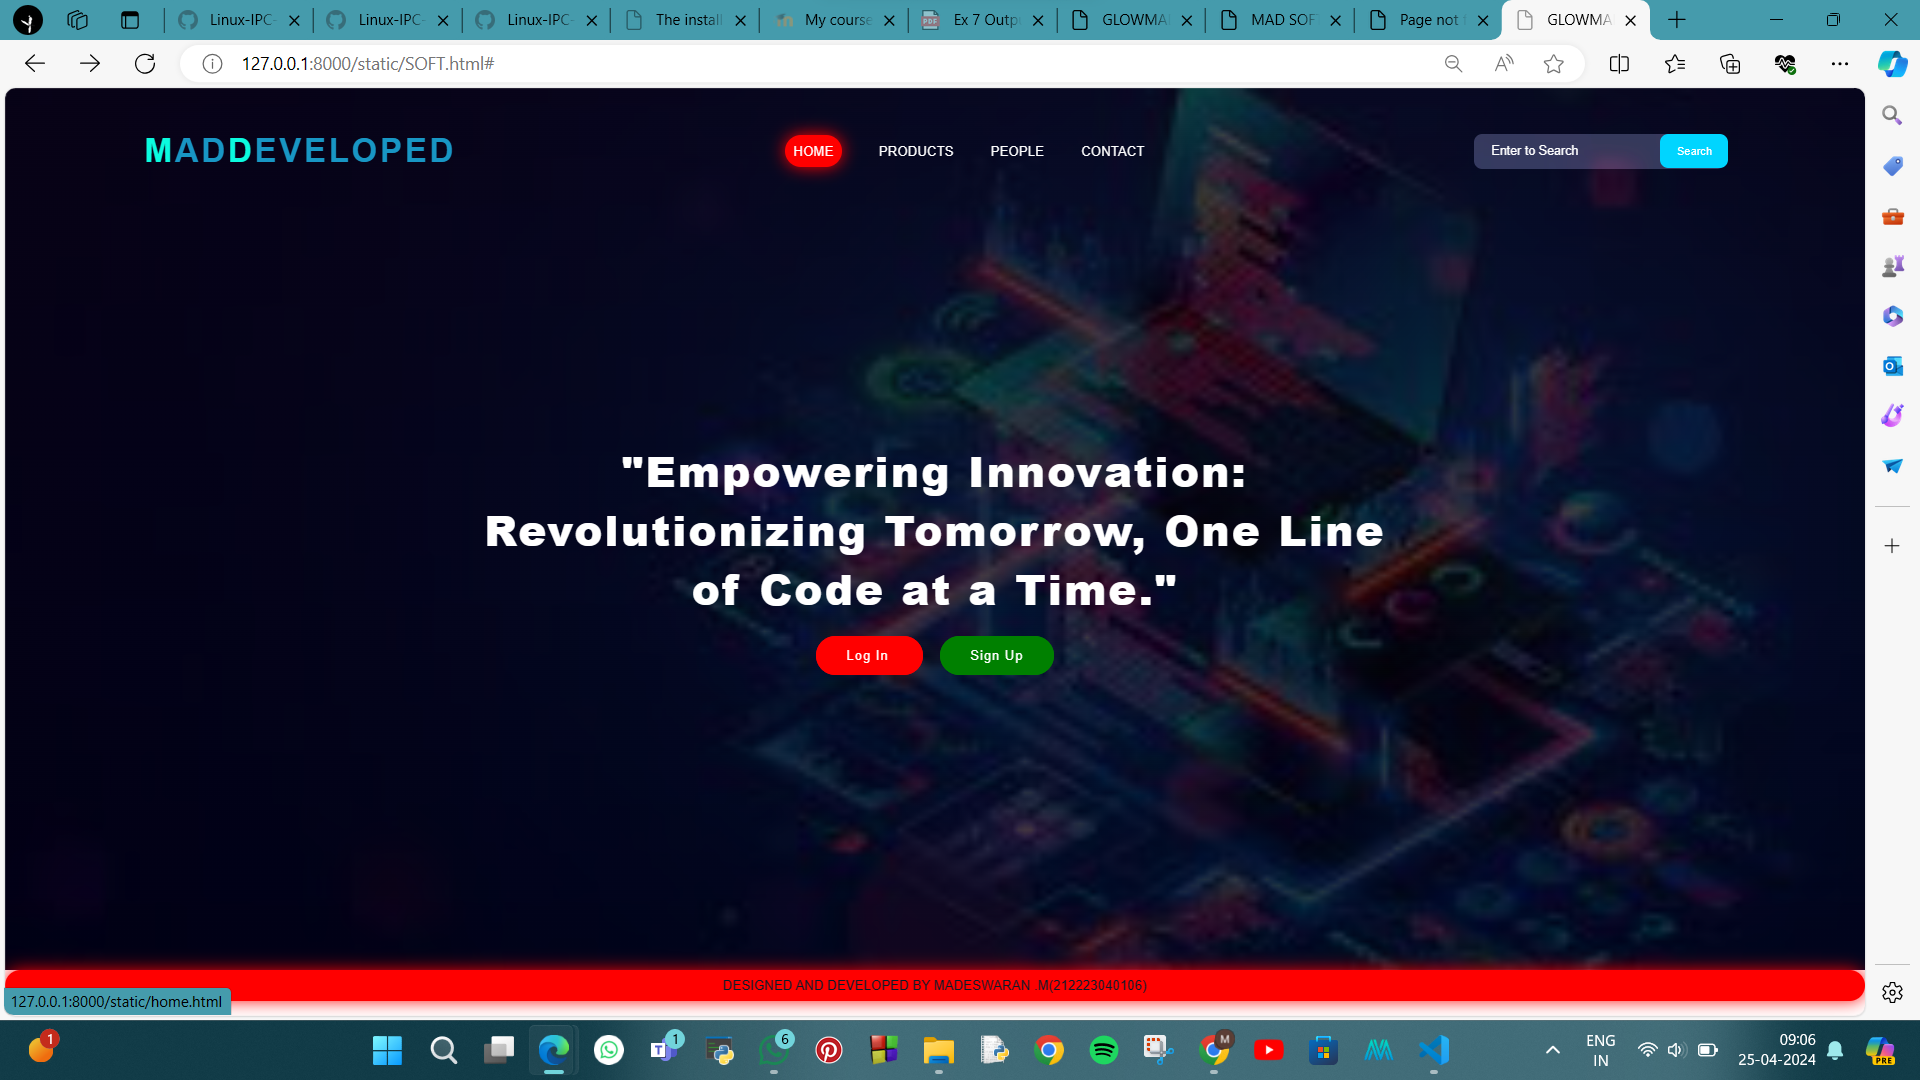 Linux-IPC-
Linux-IPC-
Linux-IPC-
The install
My course
Ex 7 Outp
GLOWMA
MAD SOF
Page not f
GLOWMA
127.0.0.1:8000/static/SOFT.html#
MADDEVELOPED
HOME
PRODUCTS
PEOPLE
CONTACT
Enter to Search
Search
"Empowering Innovation:
Revolutionizing Tomorrow, One Line
of Code at a Time."
Log In
Sign Up
DESIGNED AND DEVELOPED BY MADESWARAN .M(212223040106)
127.0.0.1:8000/static/home.html
1
1
6
M
ENG
IN
09:06
25-04-2024
PRE